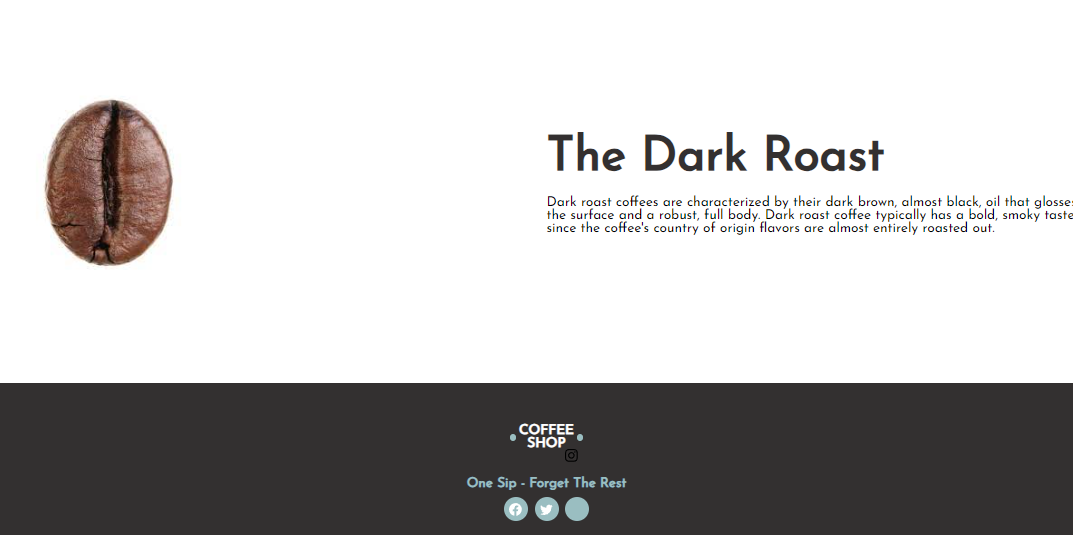 The Dark Roast
Dark roast coffees are characterized by their dark brown, almost black, oil that glosses
the surface and a robust, full body. Dark roast coffee typically has a bold, smoky taste
since the coffee's country of origin flavors are almost entirely roasted out.
COFFEE
SHOP
One Sip - Forget The Rest